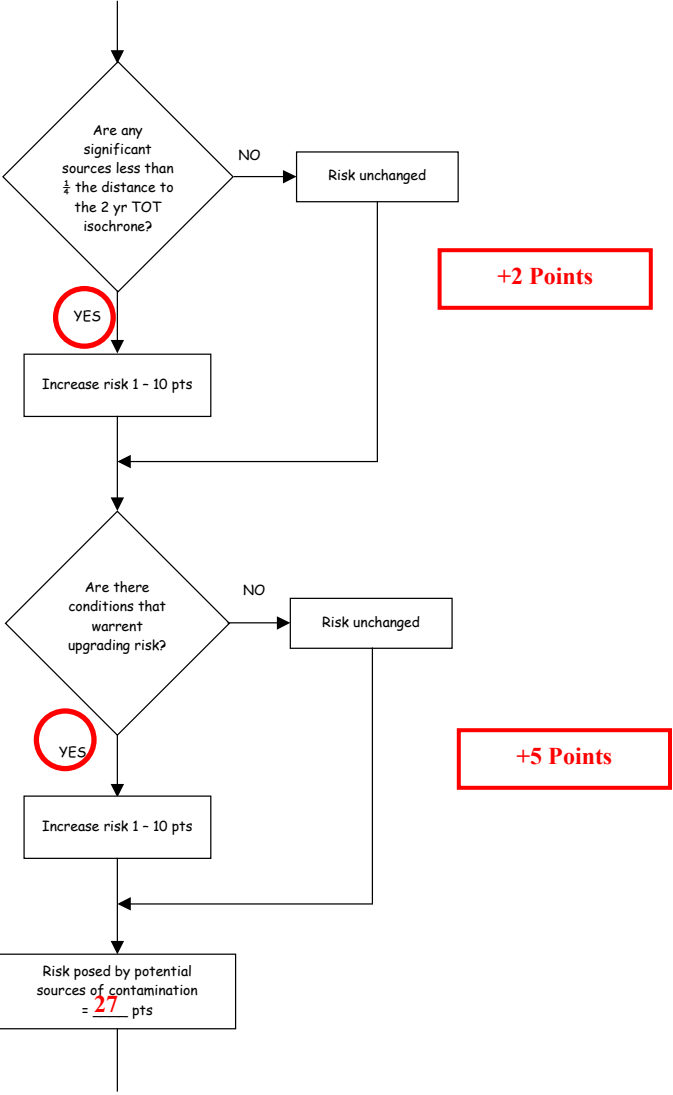 Are any
significant
sources less than
¼ the distance to
the 2 yr TOT
isochrone?
NO
Risk unchanged
+2 Points
YES
Increase risk 1 – 10 pts
Are there
conditions that
warrent
upgrading risk?
NO
Risk unchanged
YES
+5 Points
Increase risk 1 – 10 pts
Risk posed by potential
sources of contamination
= 27 pts